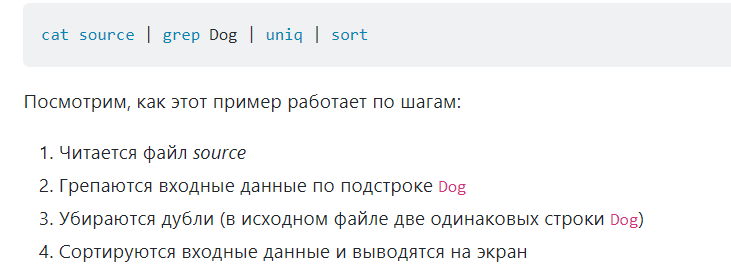 cat source | grep Dog | uniq | sort
Посмотрим, как этот пример работает по шагам:
1. Читается файл source
2. Грепаются входные данные по подстроке Dog
3. Убираются дубли (в исходном файле две одинаковых строки Dog)
4. Сортируются входные данные и выводятся на экран